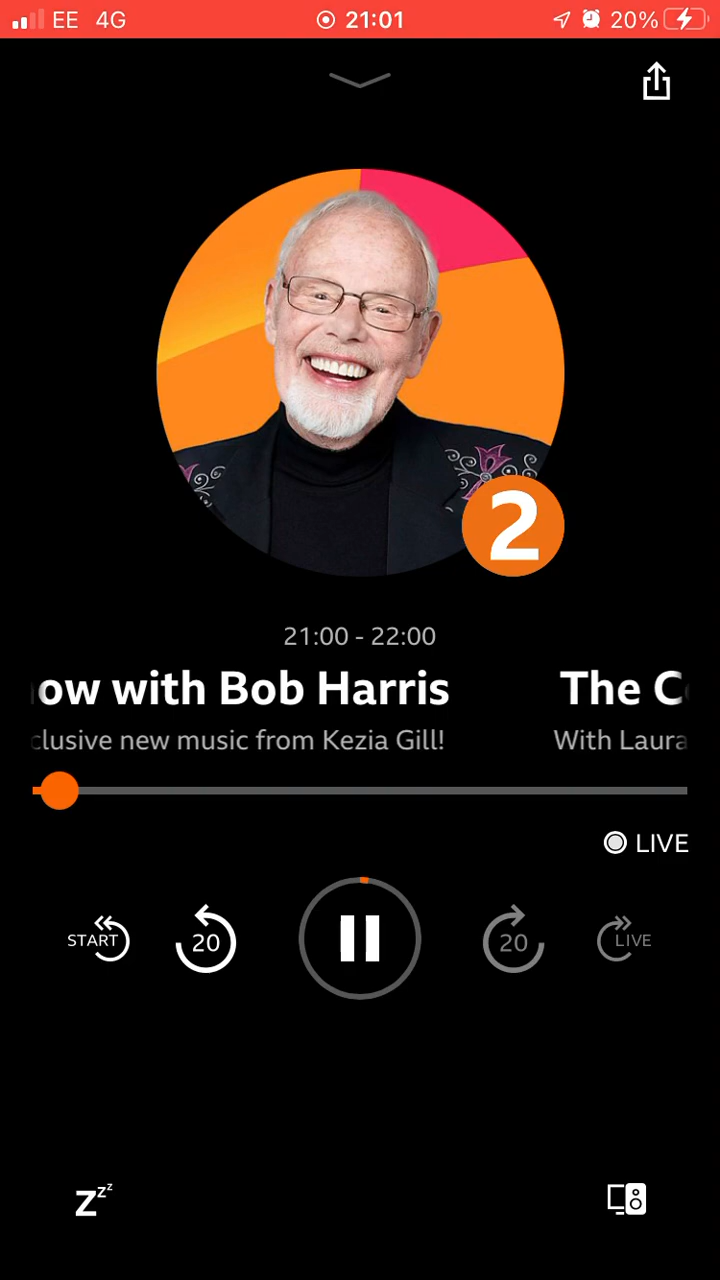 EE 4G 21:01 20%
2
21:00 - 22:00
ow with Bob Harris The C
clusive new music from Kezia Gill! With Laura
LIVE
START 20 20 LIVE
Zzz